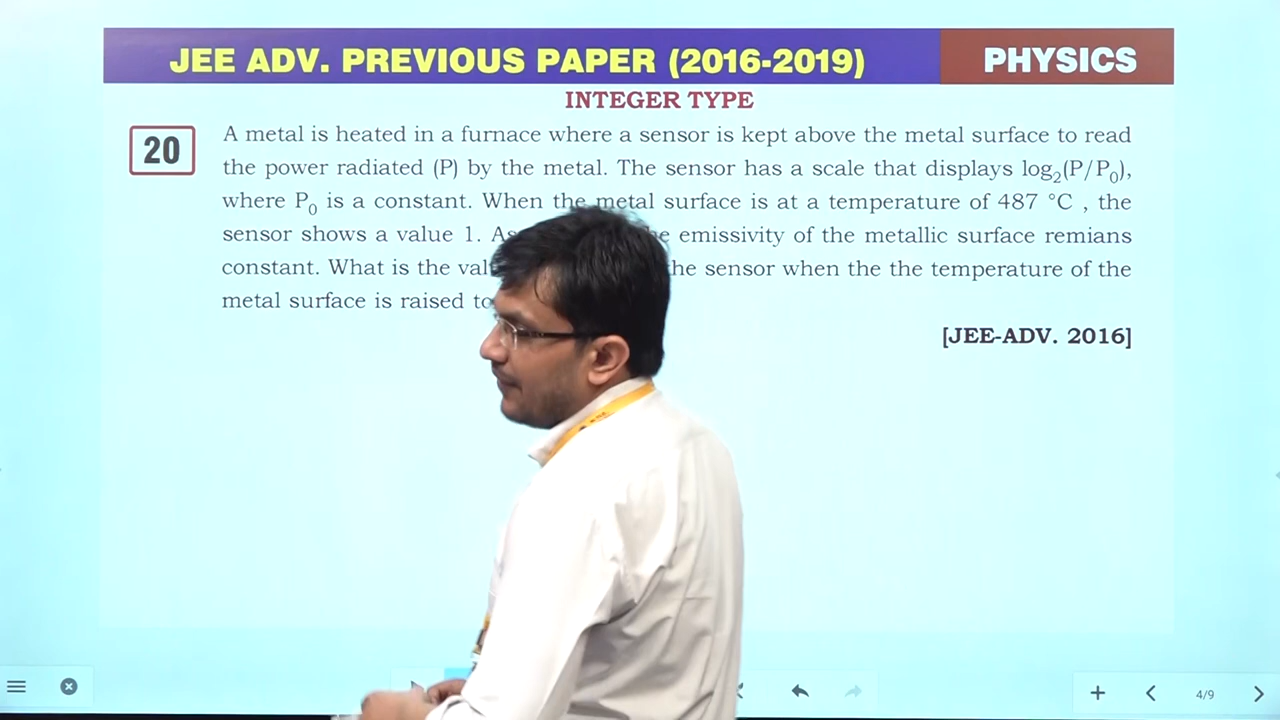 JEE ADV. PREVIOUS PAPER (2016-2019)
PHYSICS
INTEGER TYPE
20
A metal is heated in a furnace where a sensor is kept above the metal surface to read
the power radiated (P) by the metal. The sensor has a scale that displays log₂(P/P₀),
where P₀ is a constant. When the metal surface is at a temperature of 487 °C , the
sensor shows a value 1. emissivity of the metallic surface remians
constant. What is the the sensor when the the temperature of the
metal surface is raised to
[JEE-ADV. 2016]
4/9